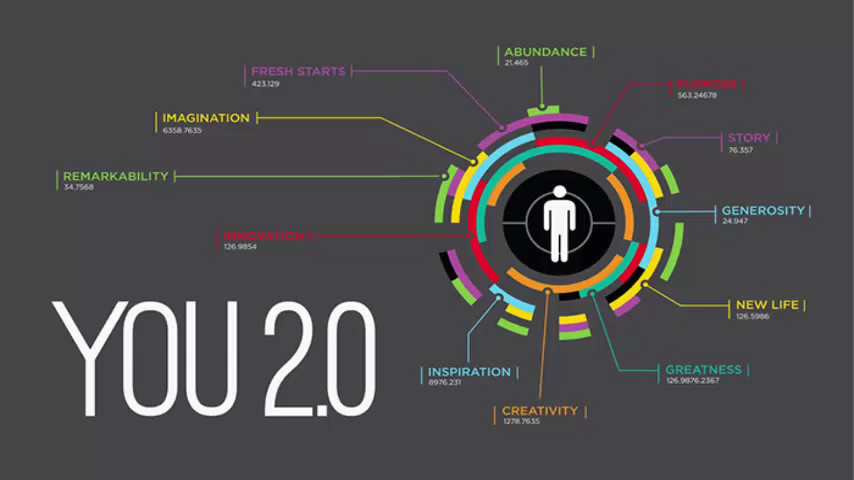 ABUNDANCE
21.465
FRESH STARTS
423.129
PURPOSE
563.24678
IMAGINATION
6358.7635
STORY
76.357
REMARKABILITY
34.7568
GENEROSITY
24.947
INNOVATION
126.9854
NEW LIFE
126.5986
YOU 2.0
INSPIRATION
8976.231
GREATNESS
126.9876.2367
CREATIVITY
1278.7635